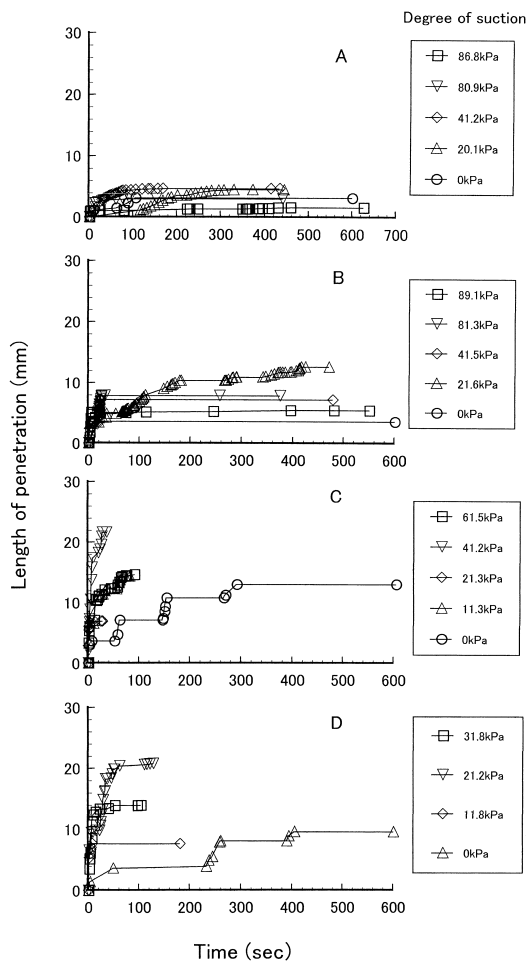 Degree of suction
30
20
10
0
0 100 200 300 400 500 600 700
A
86.8kPa
80.9kPa
41.2kPa
20.1kPa
0kPa
30
20
10
0
0 100 200 300 400 500 600
B
89.1kPa
81.3kPa
41.5kPa
21.6kPa
0kPa
Length of penetration (mm)
30
20
10
0
0 100 200 300 400 500 600
C
61.5kPa
41.2kPa
21.3kPa
11.3kPa
0kPa
30
20
10
0
0 100 200 300 400 500 600
D
31.8kPa
21.2kPa
11.8kPa
0kPa
Time (sec)